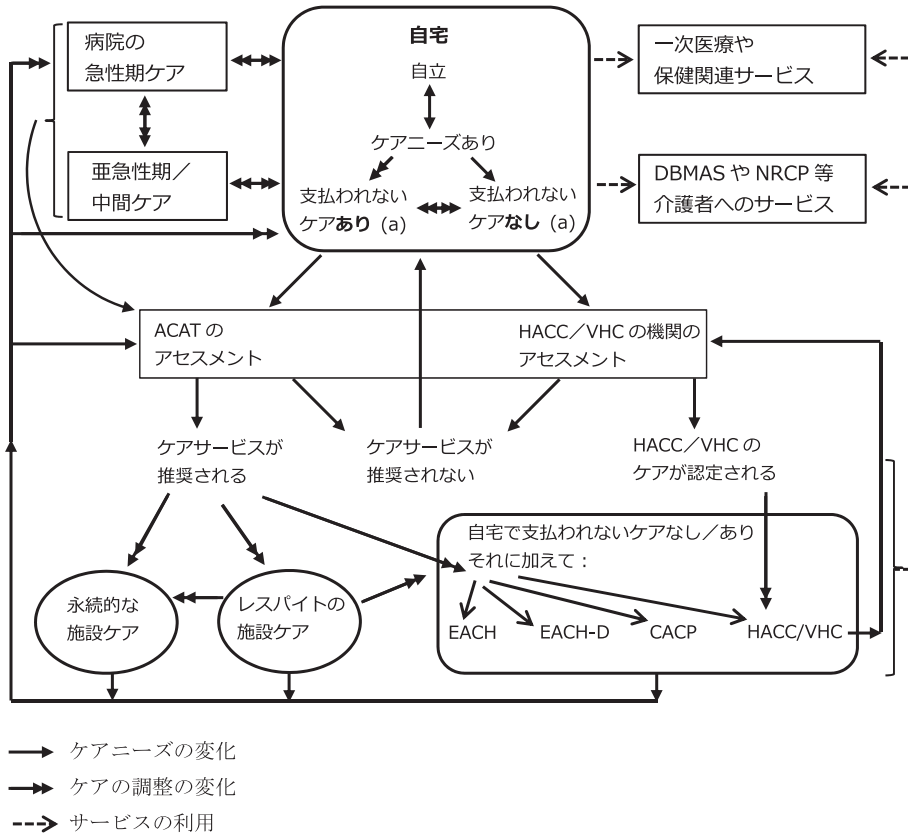 病院の
急性期ケア
亜急性期／
中間ケア
自宅
自立
ケアニーズあり
支払われない
ケアあり (a)
支払われない
ケアなし (a)
一次医療や
保健関連サービス
DBMAS や NRCP 等
介護者へのサービス
ACAT の
アセスメント
HACC／VHC の機関の
アセスメント
ケアサービスが
推奨される
ケアサービスが
推奨されない
HACC／VHC の
ケアが認定される
永続的な
施設ケア
レスパイトの
施設ケア
自宅で支払われないケアなし／あり
それに加えて：
EACH
EACH-D
CACP
HACC/VHC
ケアニーズの変化
ケアの調整の変化
サービスの利用